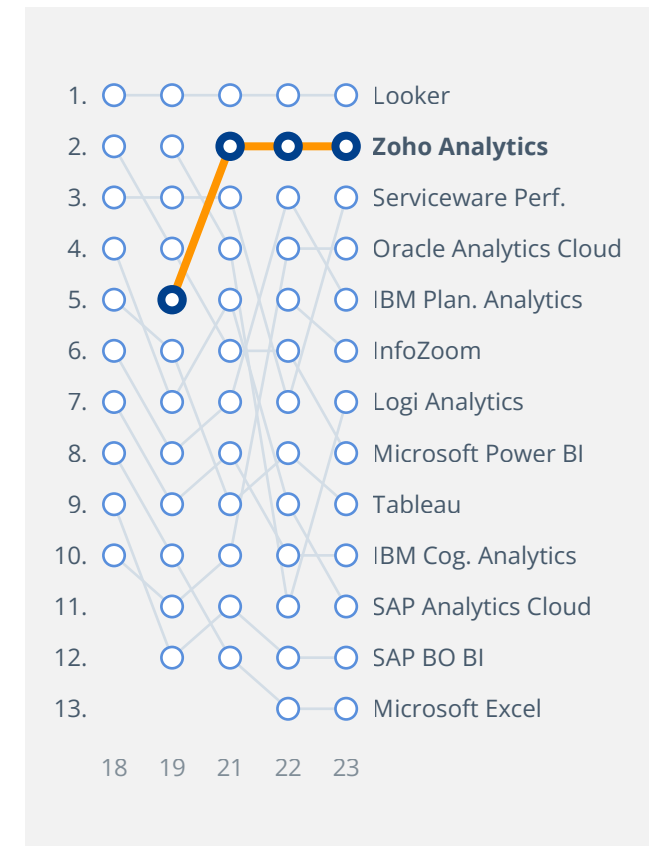 1. Looker
2. Zoho Analytics
3. Serviceware Perf.
4. Oracle Analytics Cloud
5. IBM Plan. Analytics
6. InfoZoom
7. Logi Analytics
8. Microsoft Power BI
9. Tableau
10. IBM Cog. Analytics
11. SAP Analytics Cloud
12. SAP BO BI
13. Microsoft Excel
18 19 21 22 23